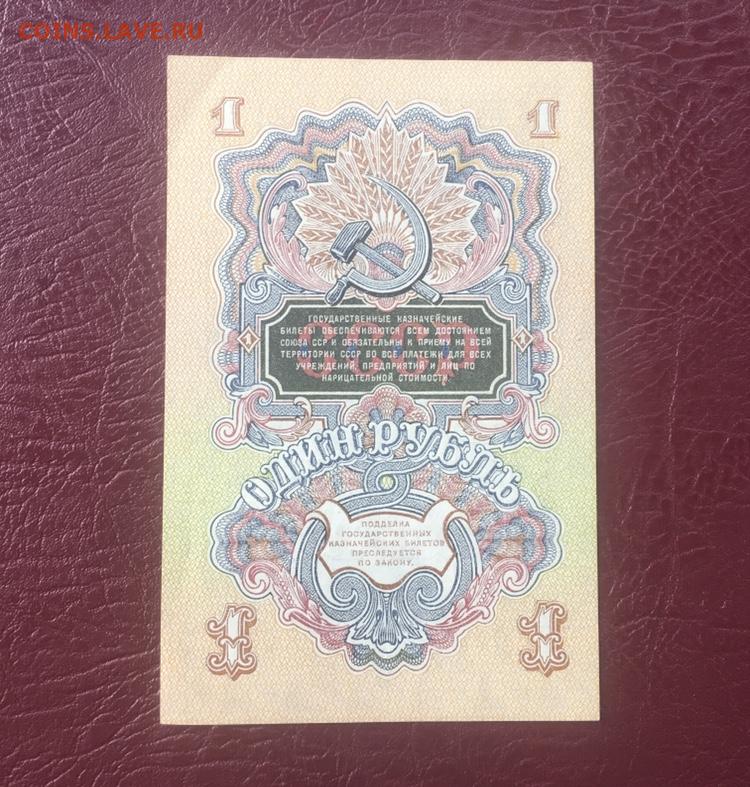 COINS.LAVE.RU
1 1
ГОСУДАРСТВЕННЫЕ КАЗНАЧЕЙСКИЕ
БИЛЕТЫ ОБЕСПЕЧИВАЮТСЯ ВСЕМ ДОСТОЯНИЕМ
СОЮЗА ССР И ОБЯЗАТЕЛЬНЫ К ПРИЕМУ НА ВСЕЙ
ТЕРРИТОРИИ СССР ВО ВСЕ ПЛАТЕЖИ ДЛЯ ВСЕХ
УЧРЕЖДЕНИЙ, ПРЕДПРИЯТИЙ И ЛИЦ ПО
НАРИЦАТЕЛЬНОЙ СТОИМОСТИ.
1 1
ОДИН РУБЛЬ
ПОДДЕЛКА
ГОСУДАРСТВЕННЫХ
КАЗНАЧЕЙСКИХ БИЛЕТОВ
ПРЕСЛЕДУЕТСЯ
ПО ЗАКОНУ.
1 1